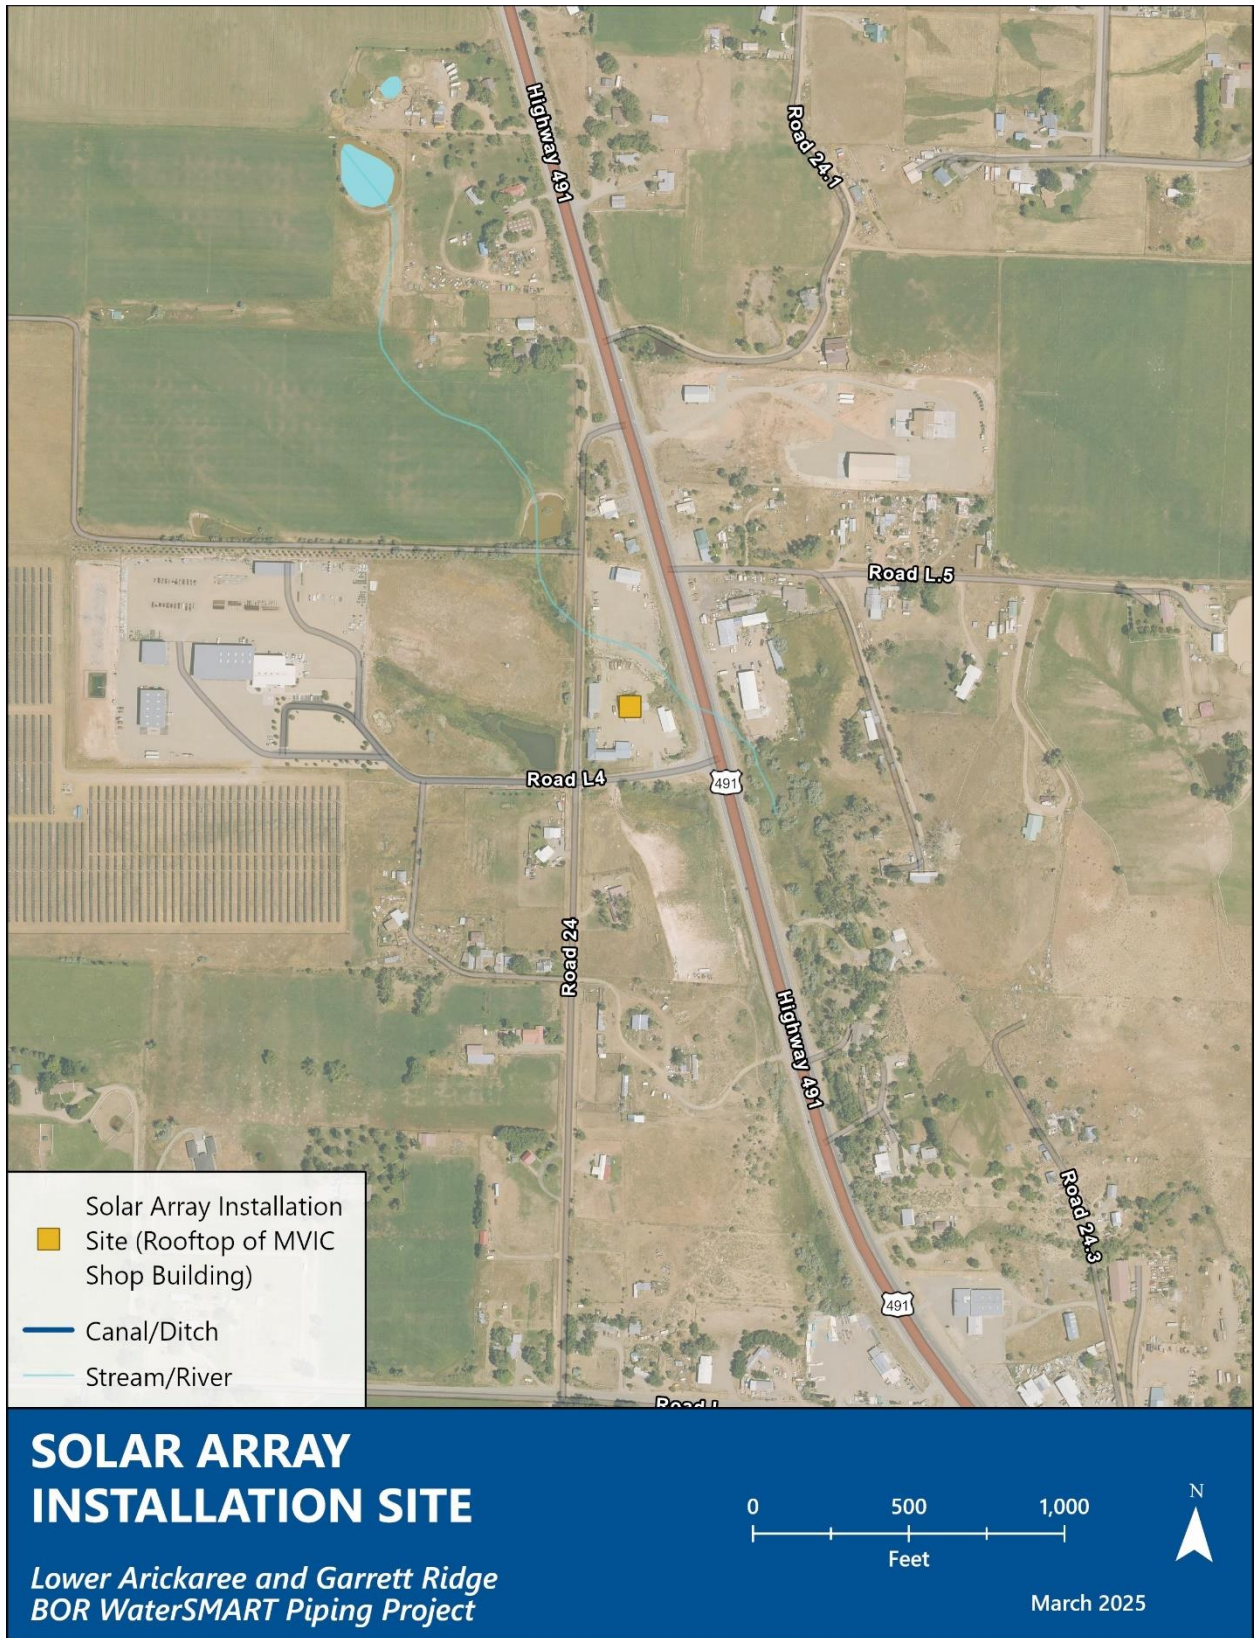 Highway 491
Road 24.1
Road L.5
Road L4
491
Road 24
Highway 491
Road 24.3
491
Road L
Solar Array Installation
Site (Rooftop of MVIC
Shop Building)
Canal/Ditch
Stream/River
SOLAR ARRAY
INSTALLATION SITE
Lower Arickaree and Garrett Ridge
BOR WaterSMART Piping Project
0 500 1,000
Feet
N
March 2025